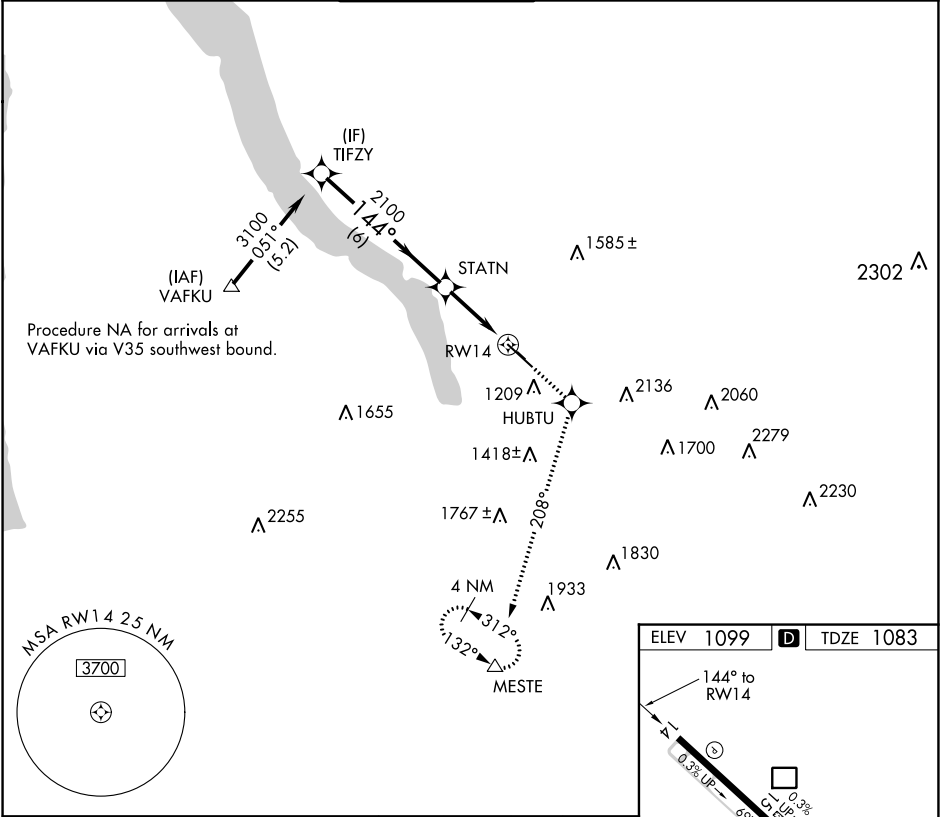 (IF)
TIFZY
2100
144°
(6)
3100
051°
(5.2)
1585 ±
2302
(IAF)
VAFKU
STATN
Procedure NA for arrivals at
VAFKU via V35 southwest bound.
RW14
1209
2136
2060
1655
HUBTU
2279
1418±
1700
2230
2255
1767 ±
208°
1830
4 NM
1933
312°
132°
MESTE
MSA RW14 25 NM
3700
ELEV 1099 D TDZE 1083
144° to
RW14
14
P
0.3% UP
0.3%
UP